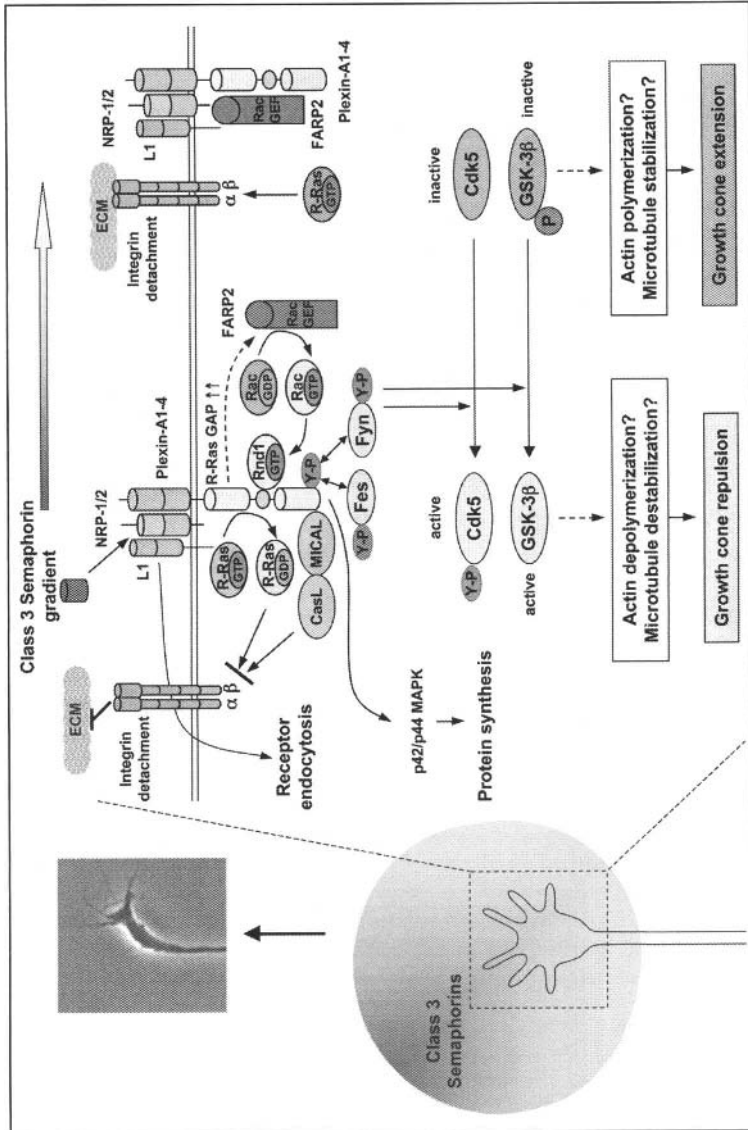 Class 3 Semaphorin
gradient
ECM
Integrin
detachment
α β
NRP-1/2
L1
Plexin-A1-4
R-Ras GAP ↑↑
R-Ras
GTP
R-Ras
GDP
CasL
MICAL
Rnd1
GTP
Rac
GDP
Rac
GTP
FARP2
Rac
GEF
Y-P
Y-P
Fes
Fyn
Y-P
Receptor
endocytosis
p42/p44 MAPK
Protein synthesis
ECM
Integrin
detachment
α β
R-Ras
GTP
NRP-1/2
L1
Rac
GEF
FARP2
Plexin-A1-4
active
Y-P
Cdk5
GSK-3β
active
inactive
Cdk5
inactive
GSK-3β
P
Actin depolymerization?
Microtubule destabilization?
Growth cone repulsion
Actin polymerization?
Microtubule stabilization?
Growth cone extension
Class 3
Semaphorins